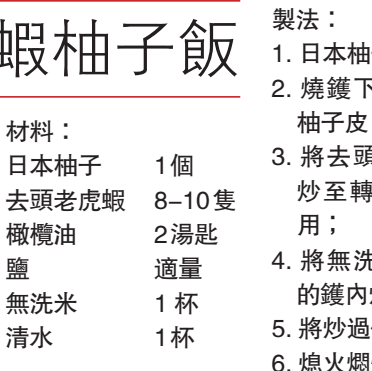 蝦柚子飯
材料：
日本柚子 1個
去頭老虎蝦 8–10隻
橄欖油 2湯匙
鹽 適量
無洗米 1 杯
清水 1杯
製法：
1. 日本柚
2. 燒鑊下
柚子皮
3. 將去頭
炒至轉
用；
4. 將無洗
的鑊內
5. 將炒過
6. 熄火燜